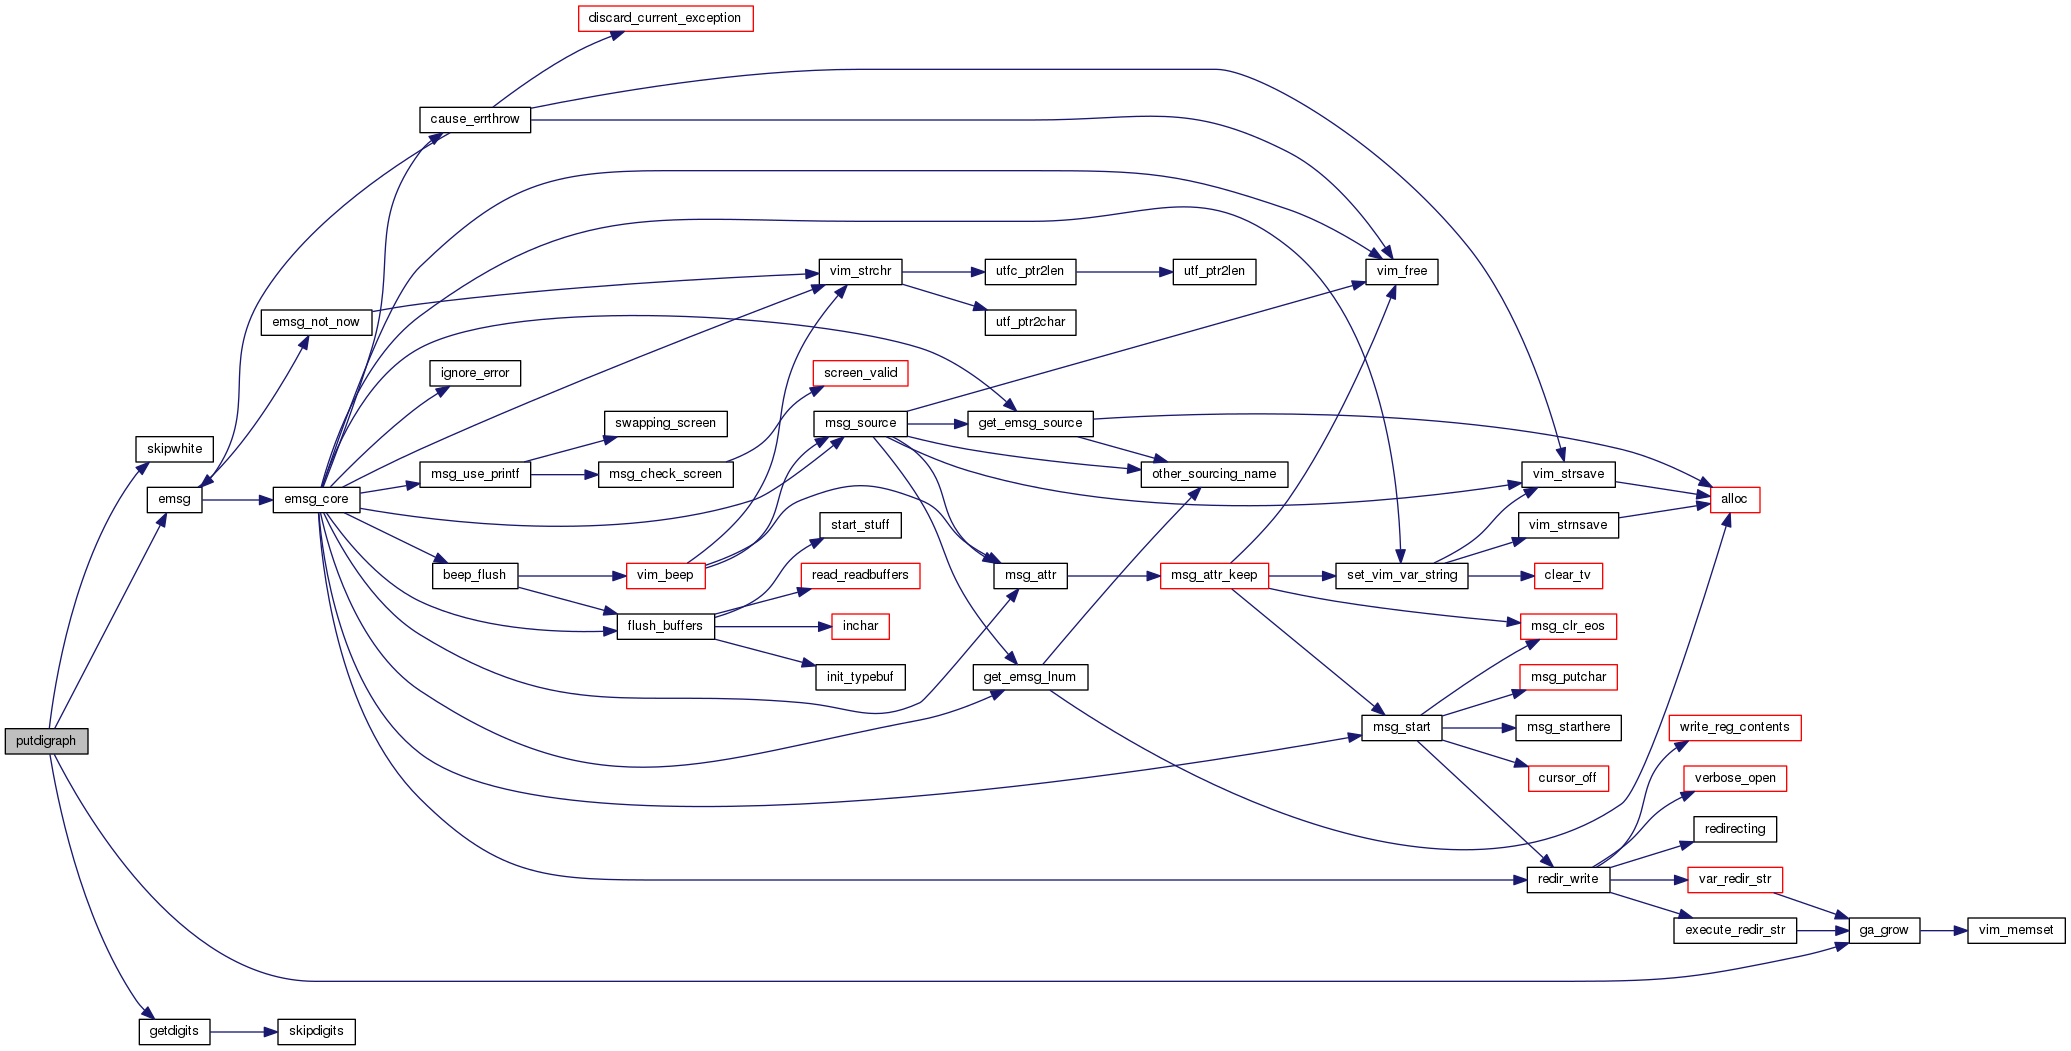 discard_current_exception
cause_errthrow
vim_strchr
utfc_ptr2len
utf_ptr2len
vim_free
emsg_not_now
utf_ptr2char
ignore_error
screen_valid
swapping_screen
msg_source
get_emsg_source
skipwhite
msg_use_printf
msg_check_screen
other_sourcing_name
vim_strsave
emsg
emsg_core
alloc
start_stuff
vim_strnsave
beep_flush
vim_beep
read_readbuffers
msg_attr
msg_attr_keep
set_vim_var_string
clear_tv
flush_buffers
inchar
msg_clr_eos
init_typebuf
get_emsg_lnum
msg_putchar
putdigraph
msg_start
msg_starthere
write_reg_contents
cursor_off
verbose_open
redirecting
redir_write
var_redir_str
execute_redir_str
ga_grow
vim_memset
getdigits
skipdigits